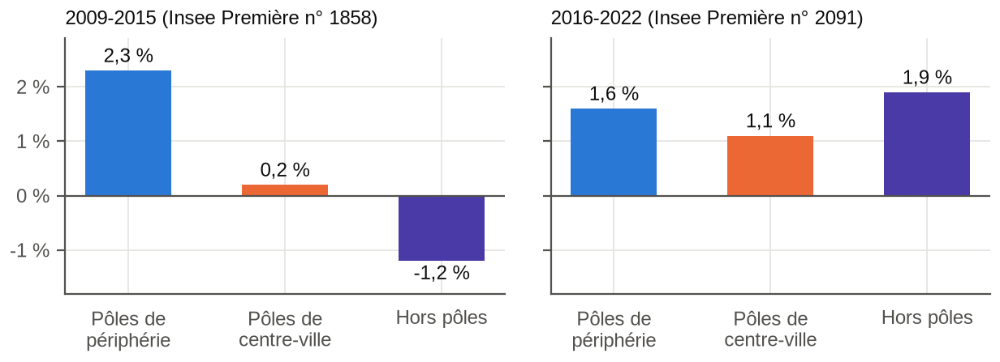 2009-2015 (Insee Première n° 1858)
2,3 %
0,2 %
-1,2 %
2 %
1 %
0 %
-1 %
Pôles de
périphérie
Pôles de
centre-ville
Hors pôles
2016-2022 (Insee Première n° 2091)
1,6 %
1,1 %
1,9 %
Pôles de
périphérie
Pôles de
centre-ville
Hors pôles